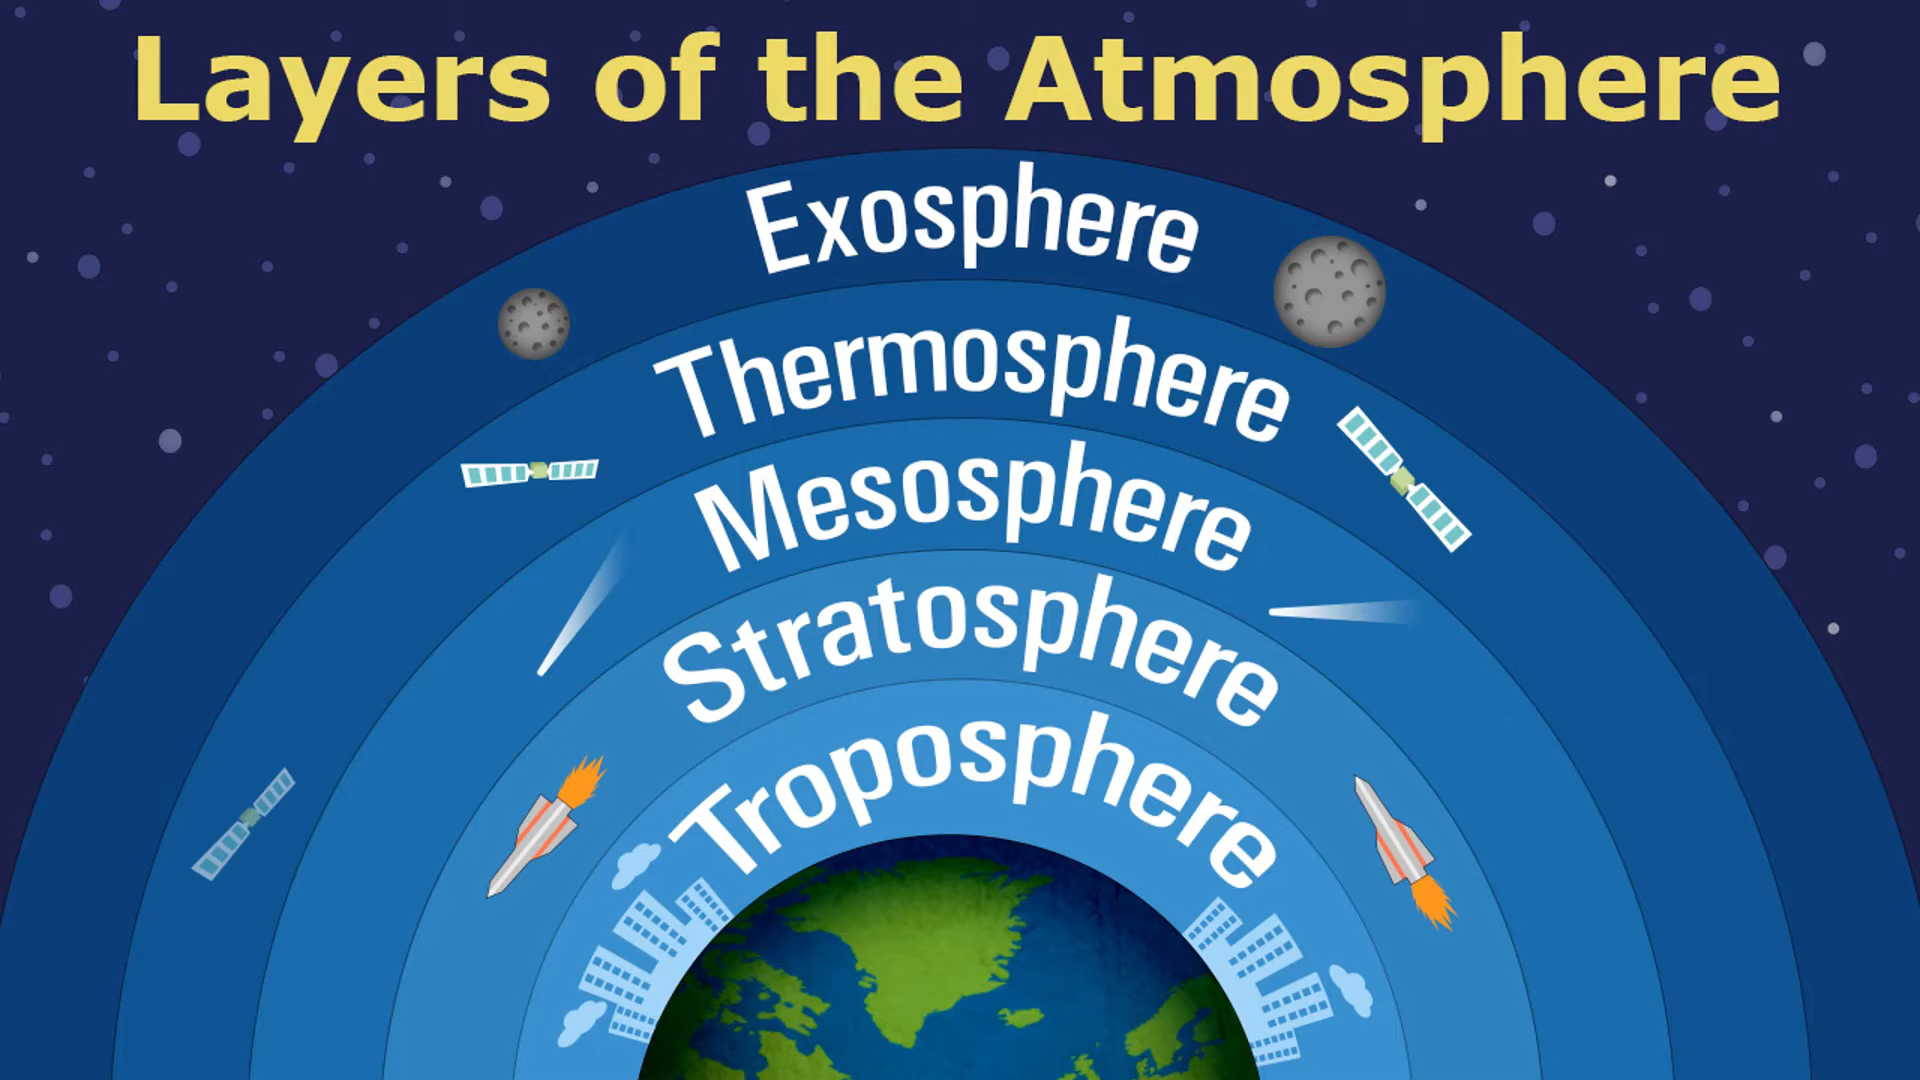 Layers of the Atmosphere
Exosphere
Thermosphere
Mesosphere
Stratosphere
Troposphere